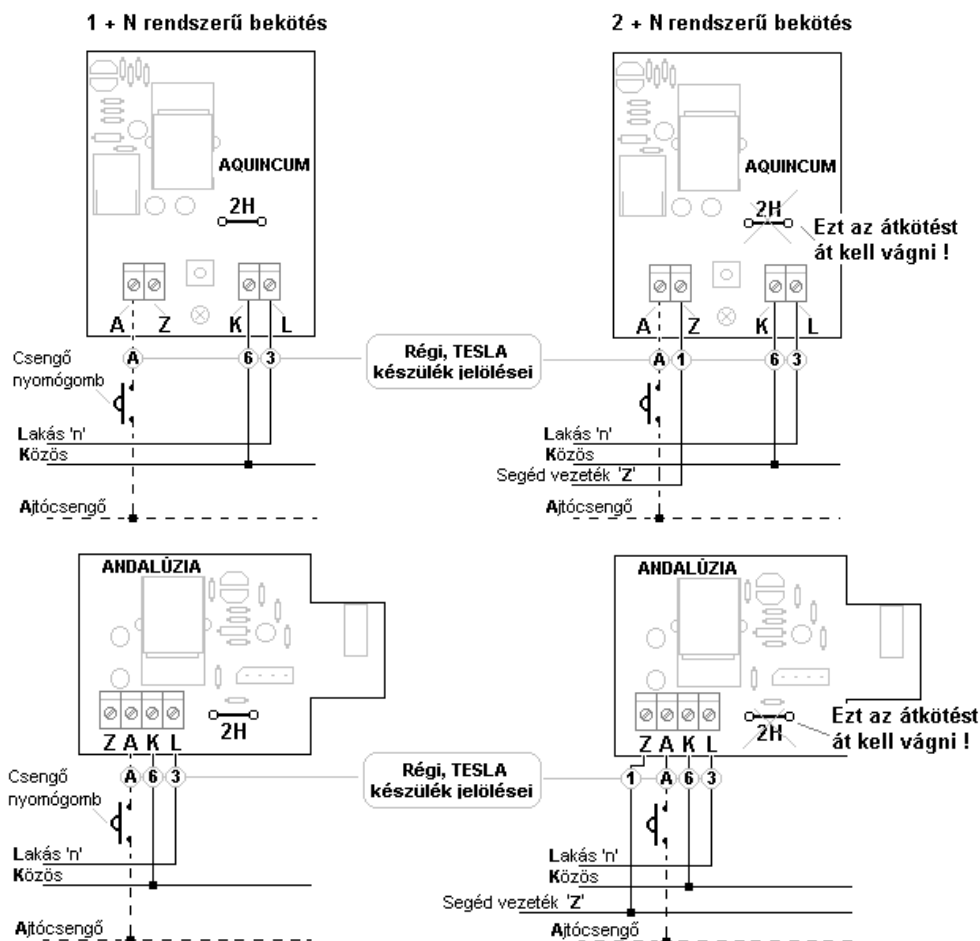 1 + N rendszerű bekötés
2 + N rendszerű bekötés
AQUINCUM
2H
A Z K L
A 6 3
Csengő
nyomógomb
Lakás 'n'
Közös
Ajtócsengő
Régi, TESLA
készülék jelölései
AQUINCUM
2H
Ezt az átkötést
át kell vágni !
A Z K L
A 1 6 3
Lakás 'n'
Közös
Segéd vezeték 'Z'
Ajtócsengő
ANDALÚZIA
2H
Z A K L
A 6 3
Csengő
nyomógomb
Lakás 'n'
Közös
Ajtócsengő
Régi, TESLA
készülék jelölései
ANDALÚZIA
2H
Ezt az átkötést
át kell vágni !
Z A K L
1 A 6 3
Lakás 'n'
Közös
Segéd vezeték 'Z'
Ajtócsengő